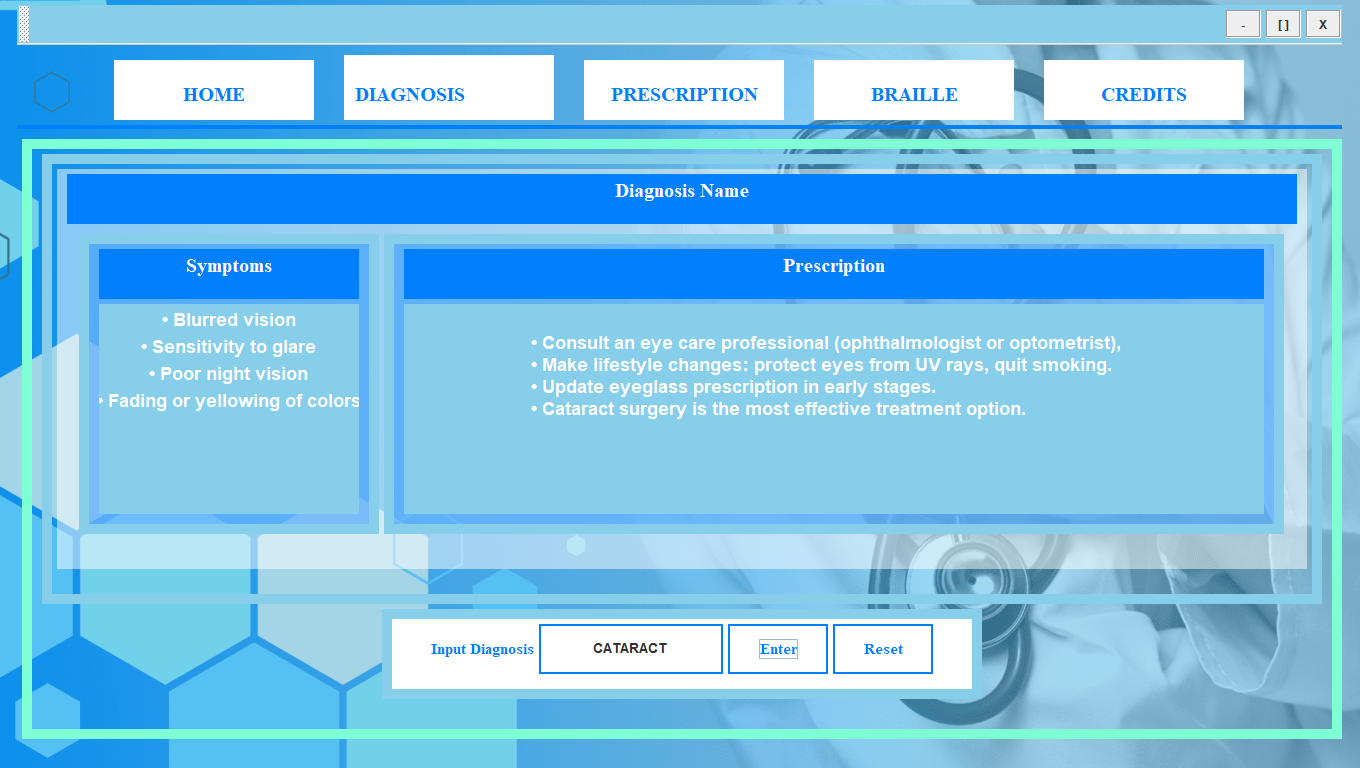 - [ ] X
HOME DIAGNOSIS PRESCRIPTION BRAILLE CREDITS
Diagnosis Name
Symptoms
• Blurred vision
• Sensitivity to glare
• Poor night vision
• Fading or yellowing of colors
Prescription
• Consult an eye care professional (ophthalmologist or optometrist),
• Make lifestyle changes: protect eyes from UV rays, quit smoking.
• Update eyeglass prescription in early stages.
• Cataract surgery is the most effective treatment option.
Input Diagnosis CATARACT Enter Reset